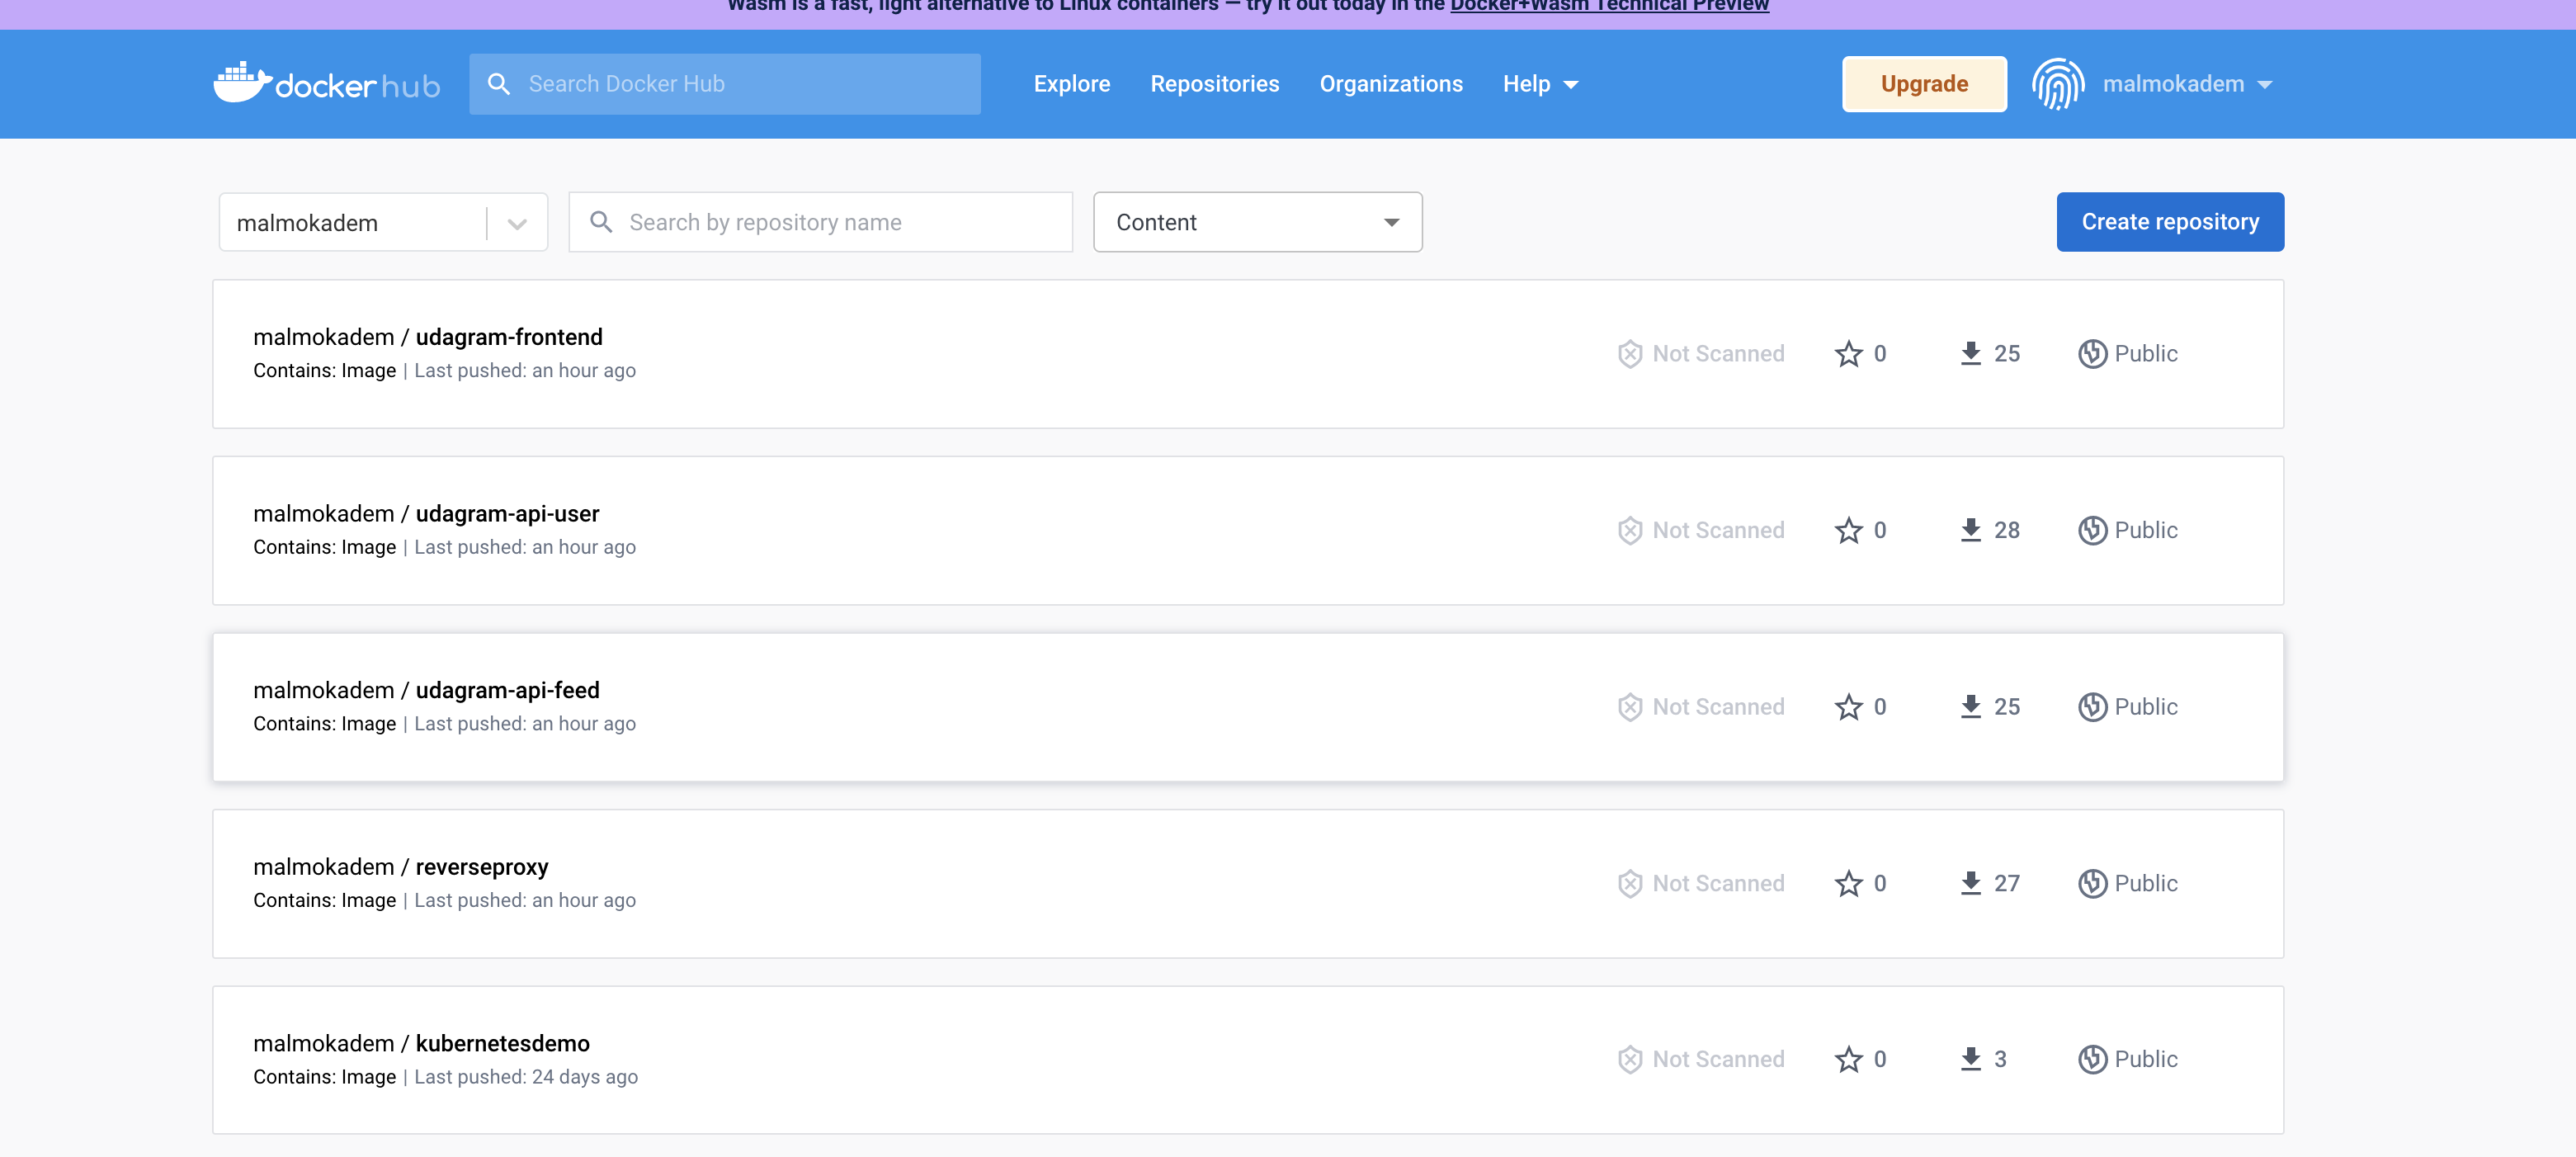 Wasm is a fast, light alternative to Linux containers — try it out today in the Docker+Wasm Technical Preview
dockerhub Search Docker Hub Explore Repositories Organizations Help Upgrade malmokadem
malmokadem Search by repository name Content Create repository
malmokadem / udagram-frontend
Contains: Image | Last pushed: an hour ago
Not Scanned 0 25 Public
malmokadem / udagram-api-user
Contains: Image | Last pushed: an hour ago
Not Scanned 0 28 Public
malmokadem / udagram-api-feed
Contains: Image | Last pushed: an hour ago
Not Scanned 0 25 Public
malmokadem / reverseproxy
Contains: Image | Last pushed: an hour ago
Not Scanned 0 27 Public
malmokadem / kubernetesdemo
Contains: Image | Last pushed: 24 days ago
Not Scanned 0 3 Public